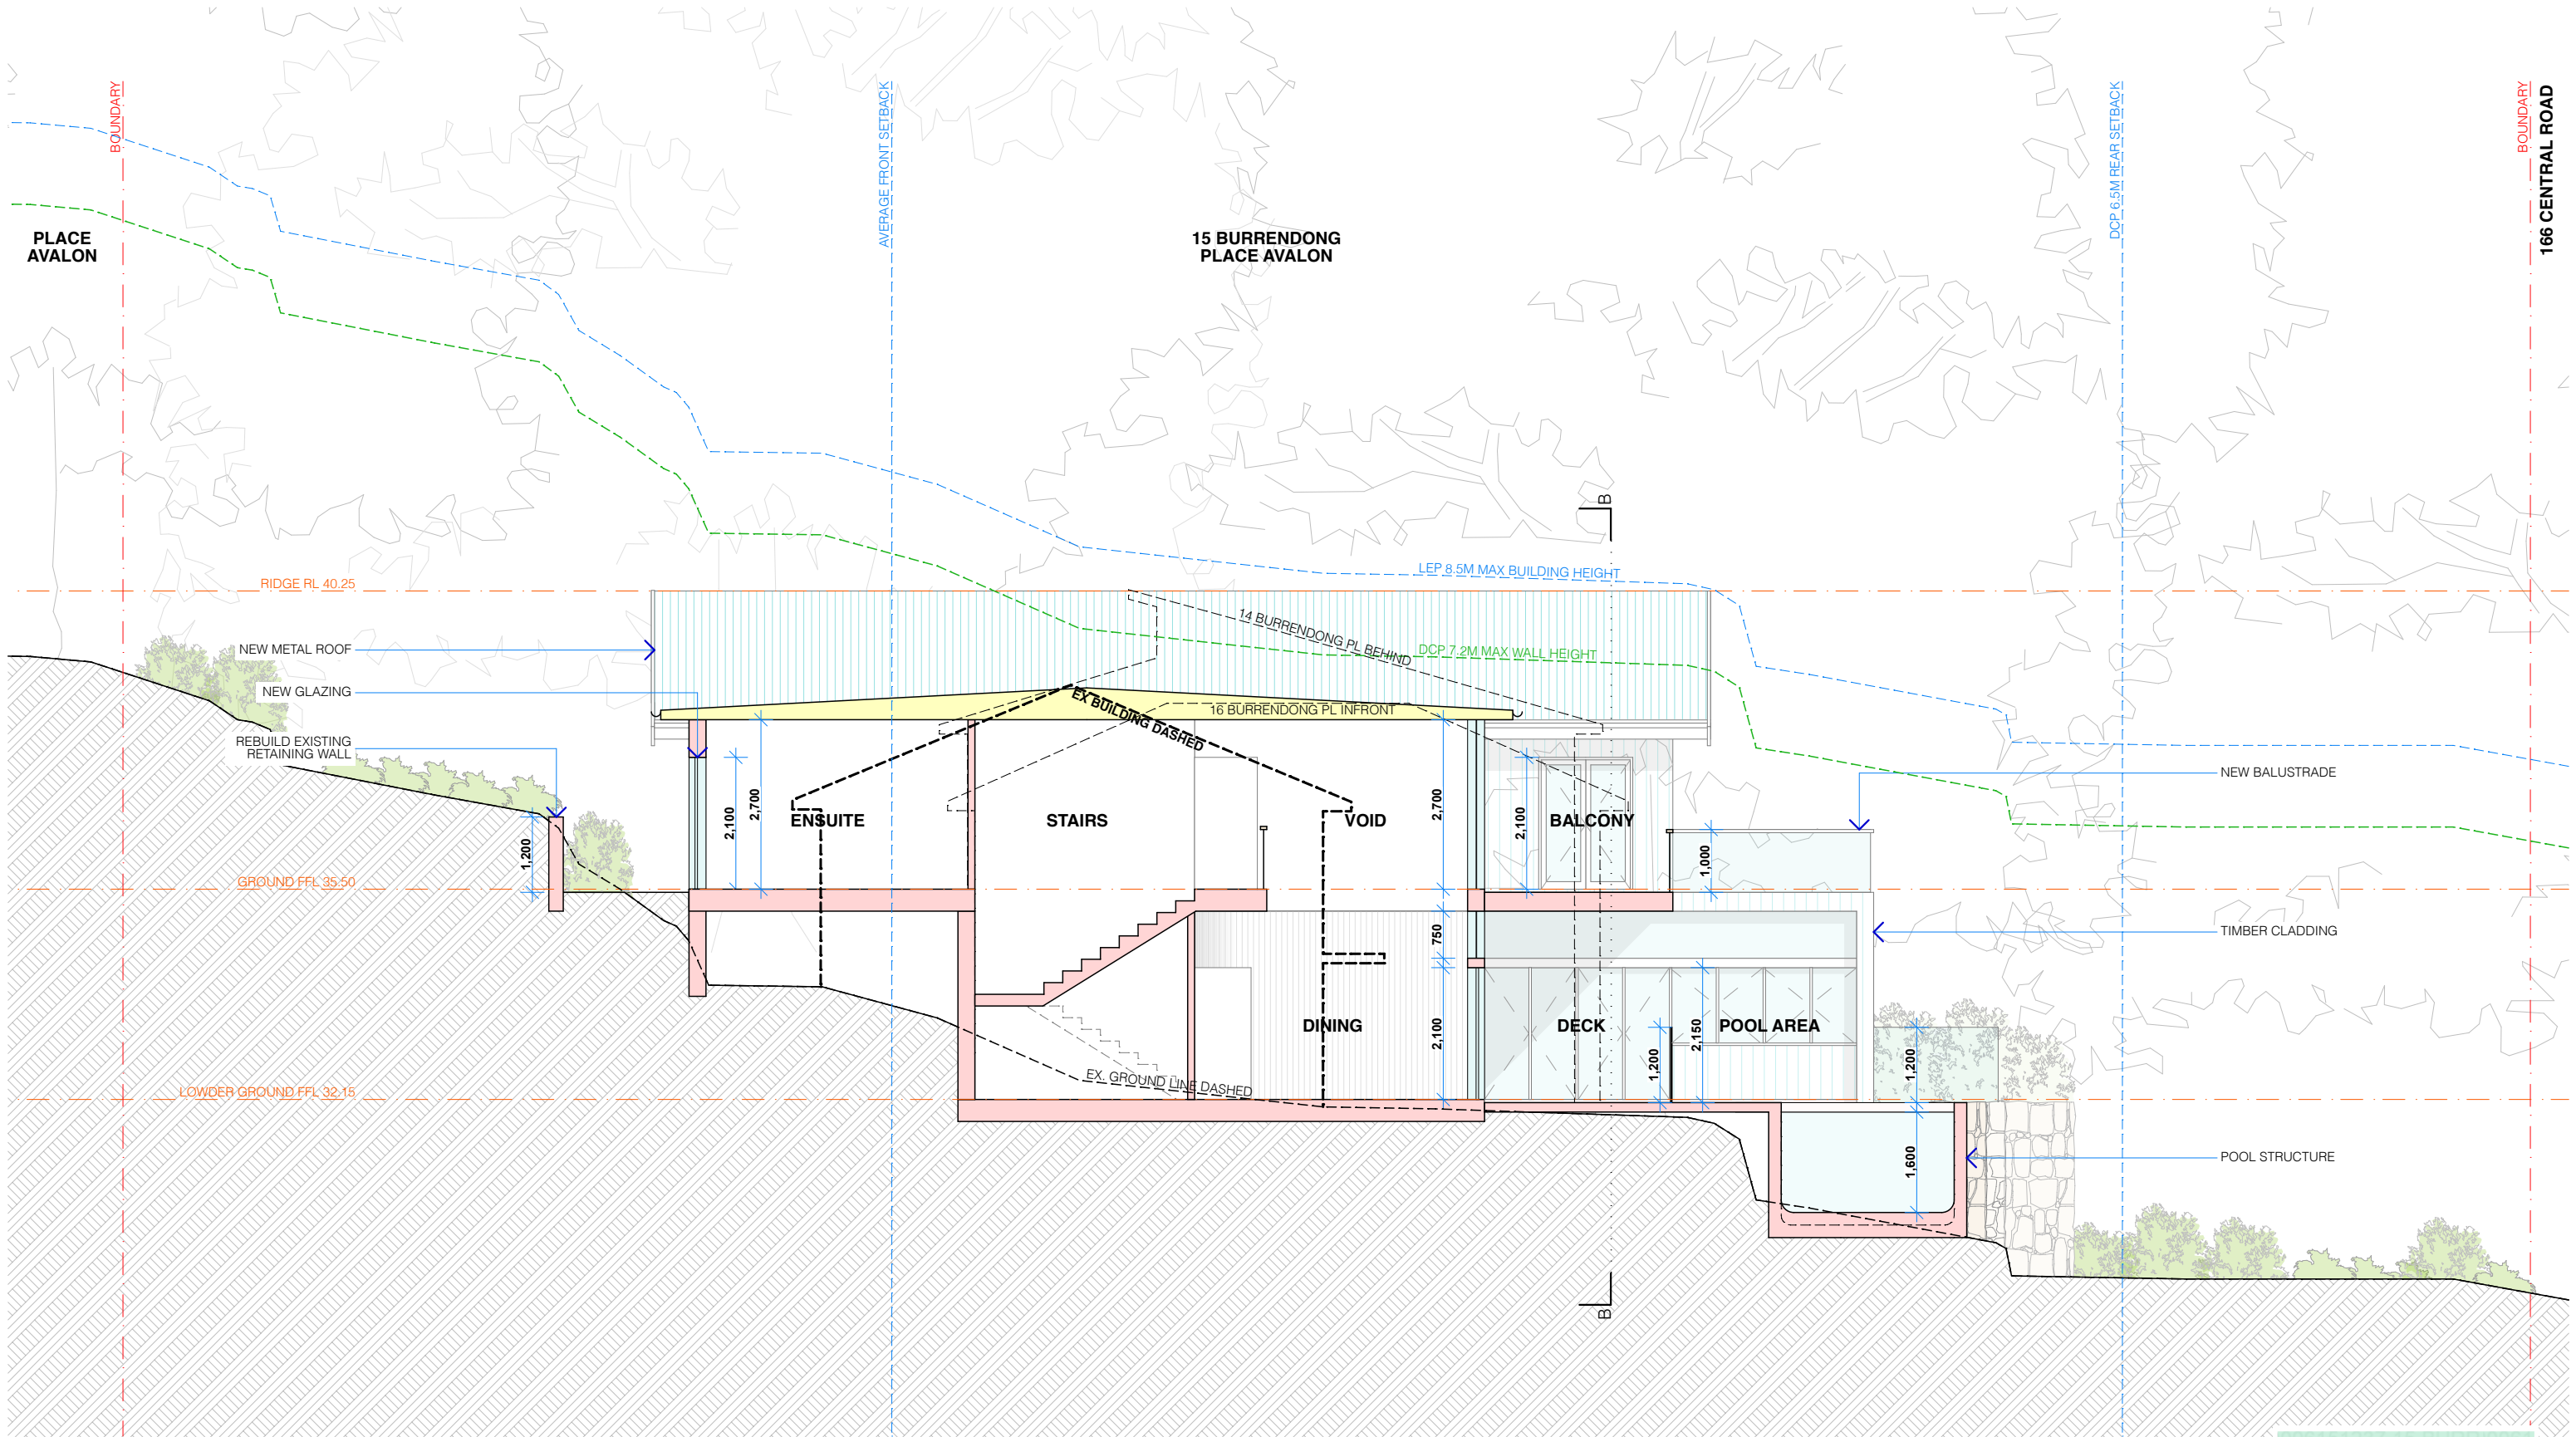 BOUNDARY
AVERAGE FRONT SETBACK
DCP 6.5M REAR SETBACK
BOUNDARY
166 CENTRAL ROAD
PLACE
AVALON
15 BURRENDONG
PLACE AVALON
B
LEP 8.5M MAX BUILDING HEIGHT
RIDGE RL 40.25
14 BURRENDONG PL BEHIND
NEW METAL ROOF
DCP 7.2M MAX WALL HEIGHT
NEW GLAZING
EX BUILDING DASHED
16 BURRENDONG PL INFRONT
REBUILD EXISTING
RETAINING WALL
NEW BALUSTRADE
2,100
2,700
2,700
2,100
ENSUITE
STAIRS
VOID
BALCONY
1,200
1,000
GROUND FFL 35.50
750
TIMBER CLADDING
DINING
DECK
POOL AREA
2,100
1,200
2,150
1,200
EX. GROUND LINE DASHED
LOWDER GROUND FFL 32.15
1,600
POOL STRUCTURE
B